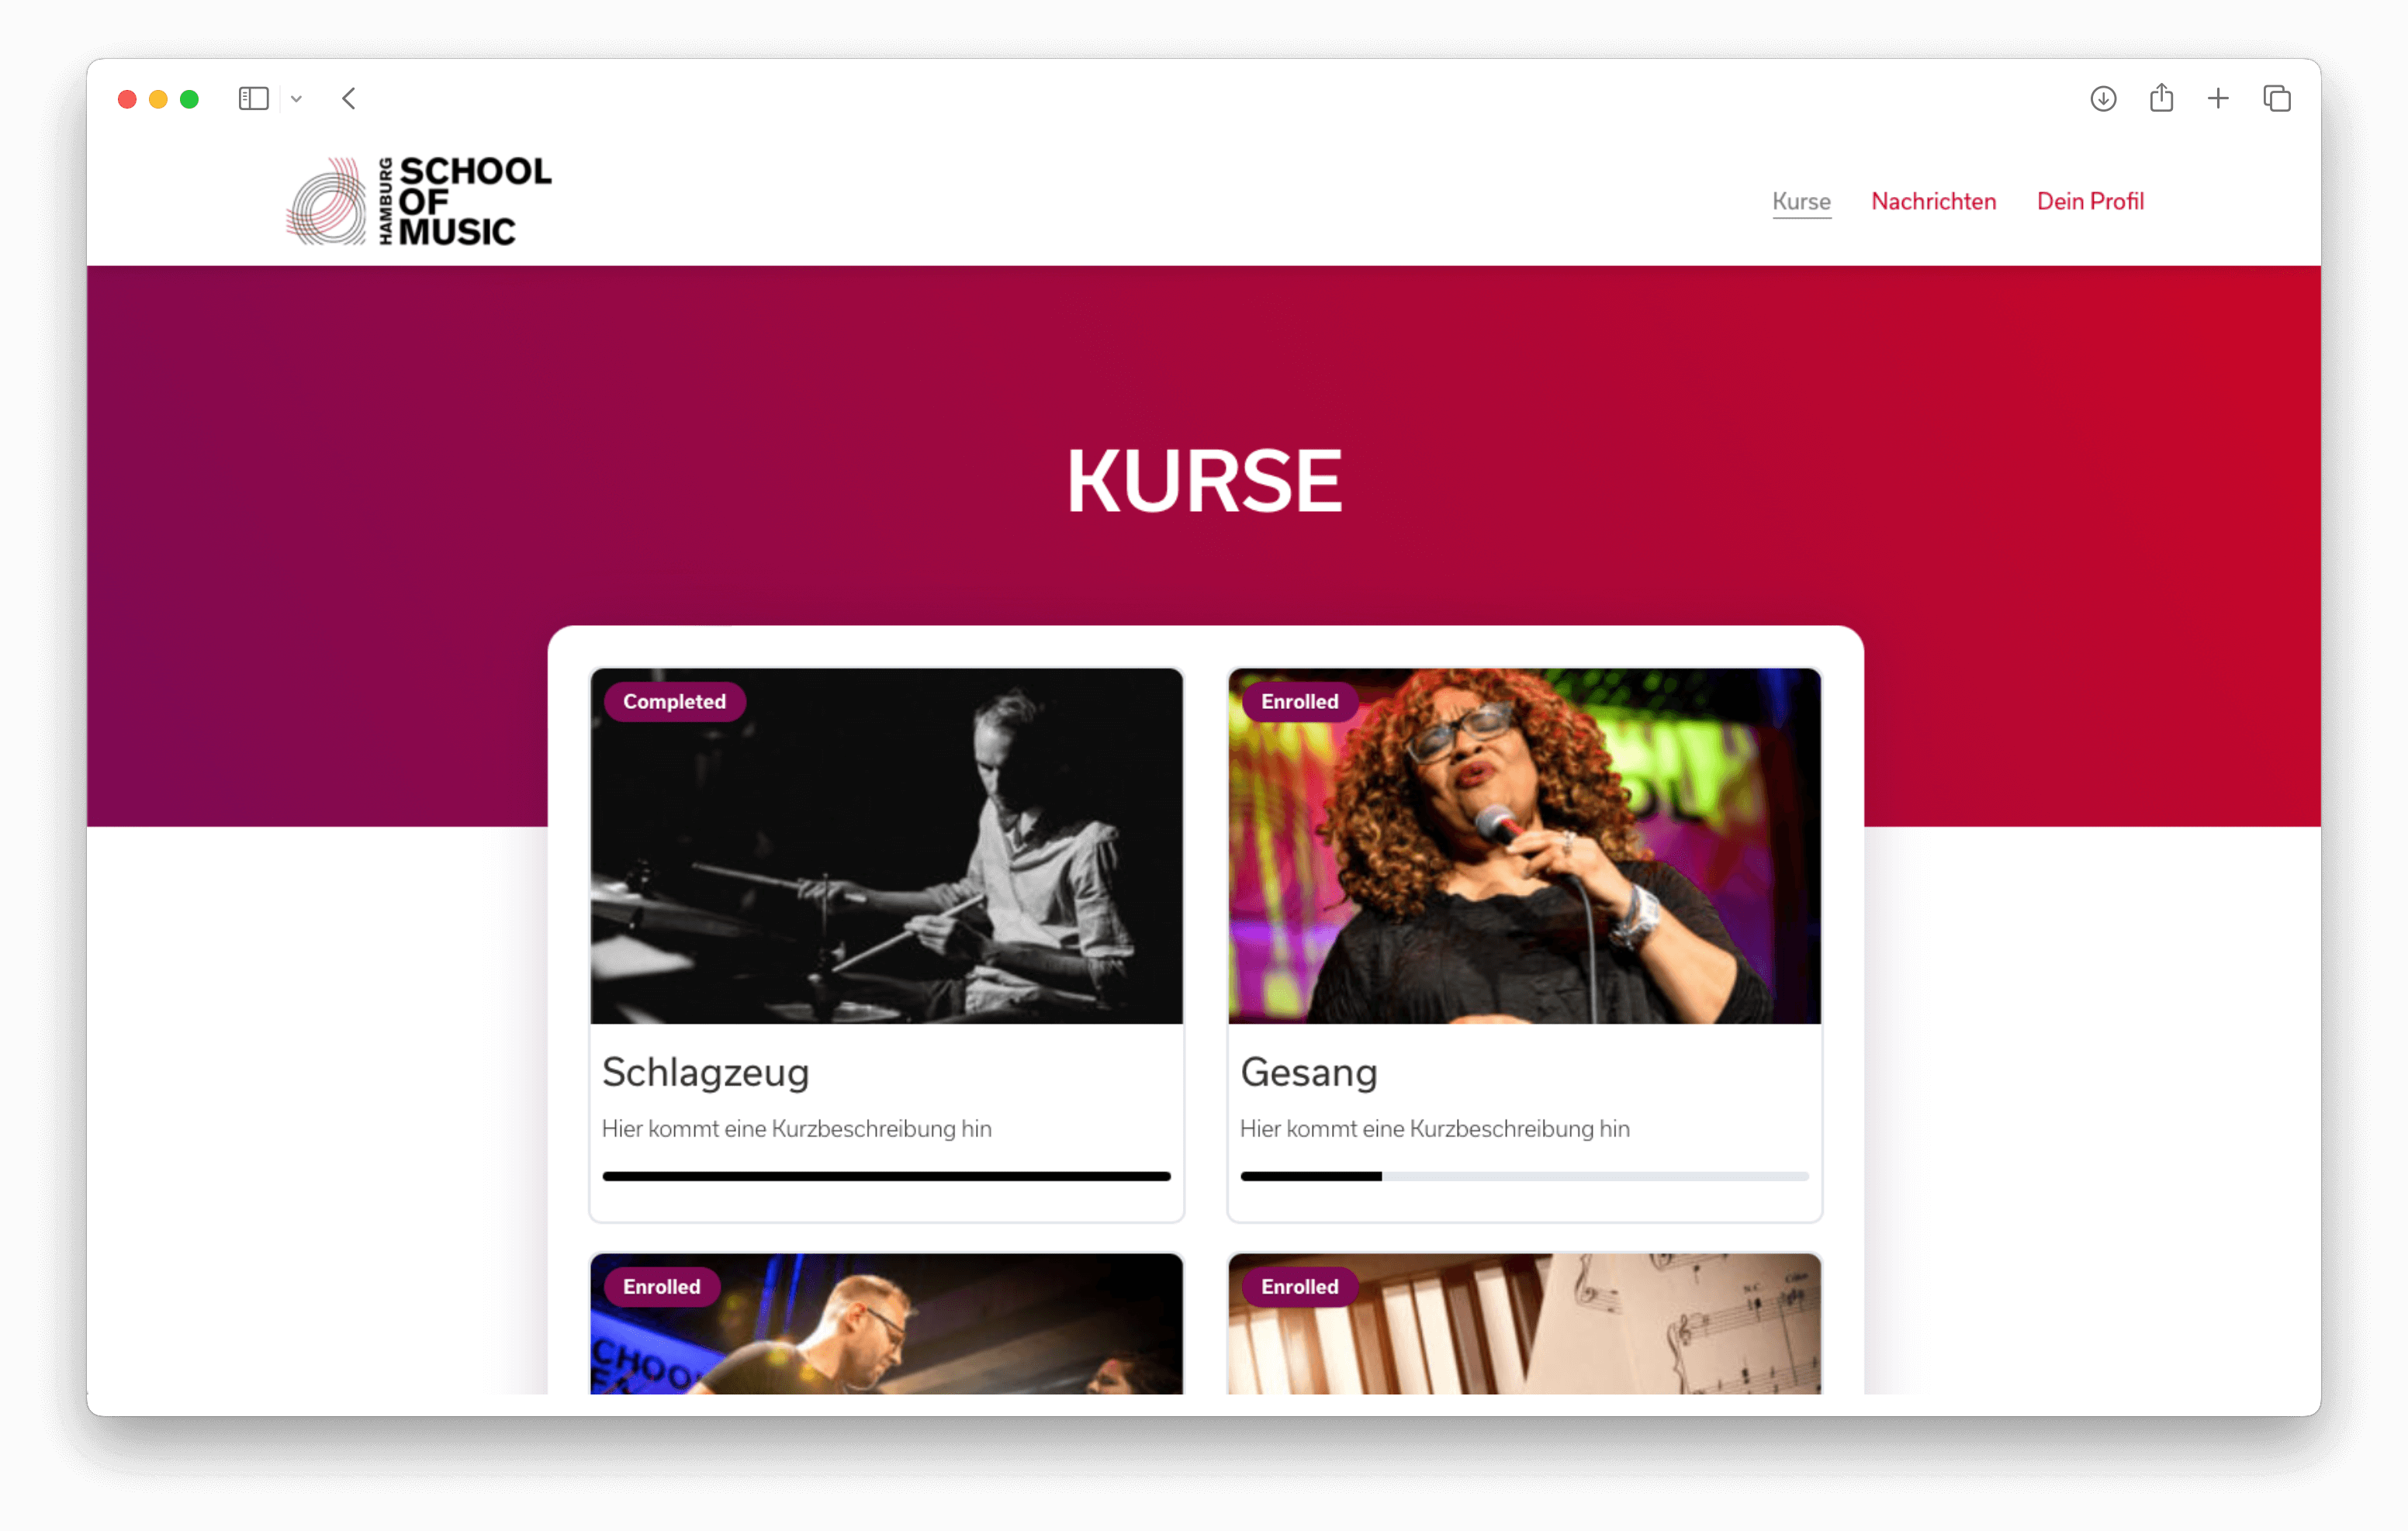 HAMBURG
SCHOOL
OF
MUSIC
Kurse
Nachrichten
Dein Profil
KURSE
Completed
Enrolled
Schlagzeug
Gesang
Hier kommt eine Kurzbeschreibung hin
Hier kommt eine Kurzbeschreibung hin
Enrolled
Enrolled
N.C.